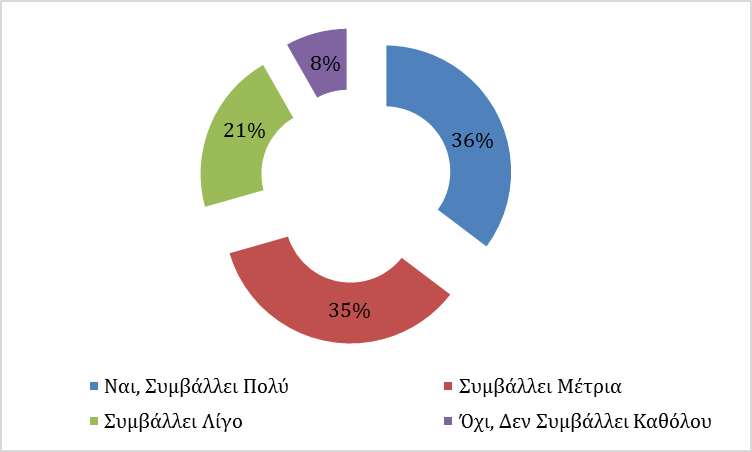 8%
36%
21%
35%
Ναι, Συμβάλλει Πολύ
Συμβάλλει Μέτρια
Συμβάλλει Λίγο
Όχι, Δεν Συμβάλλει Καθόλου